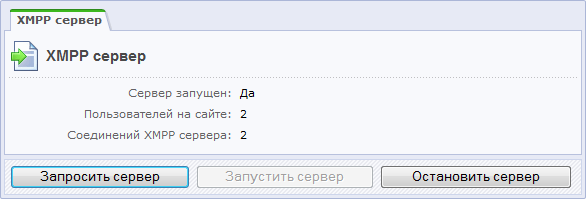 XMPP сервер
XMPP сервер
Сервер запущен: Да
Пользователей на сайте: 2
Соединений XMPP сервера: 2
Запросить сервер Запустить сервер Остановить сервер